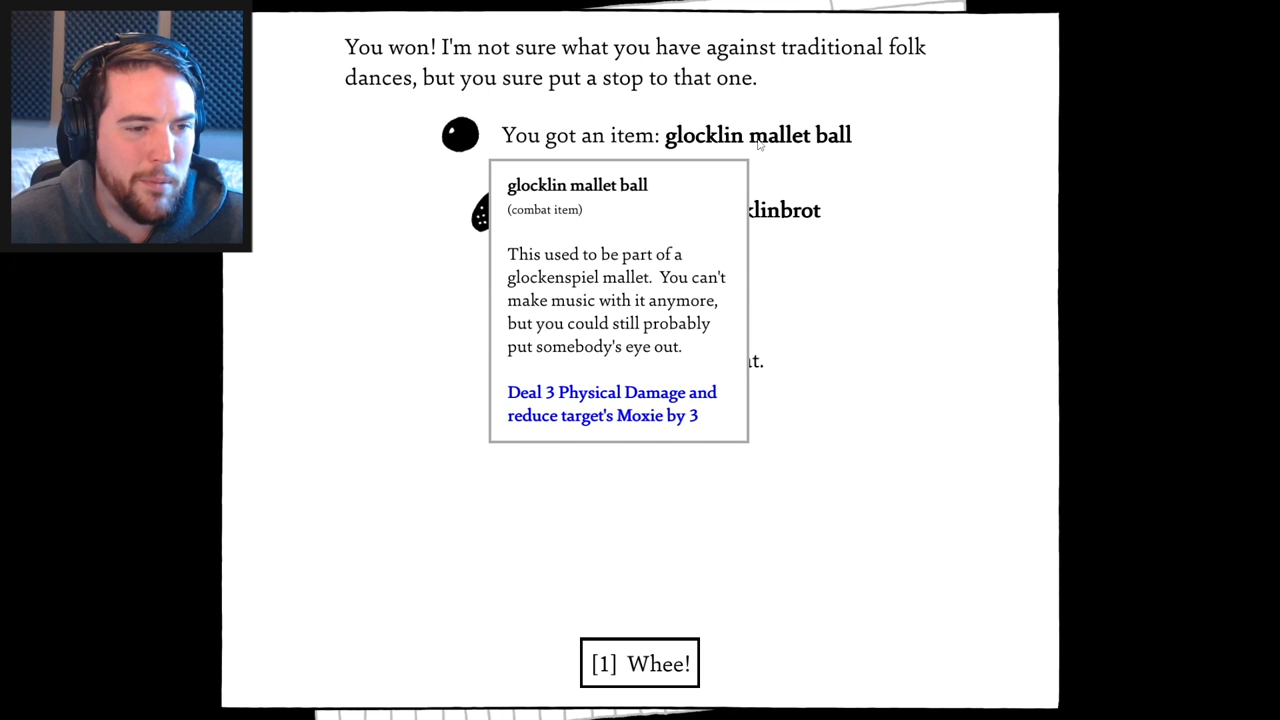 You won! I'm not sure what you have against traditional folk
dances, but you sure put a stop to that one.
You got an item: glocklin mallet ball
glocklin mallet ball
(combat item)
klinbrot
This used to be part of a
glockenspiel mallet. You can't
make music with it anymore,
but you could still probably
put somebody's eye out.
Deal 3 Physical Damage and
reduce target's Moxie by 3
[1] Whee!